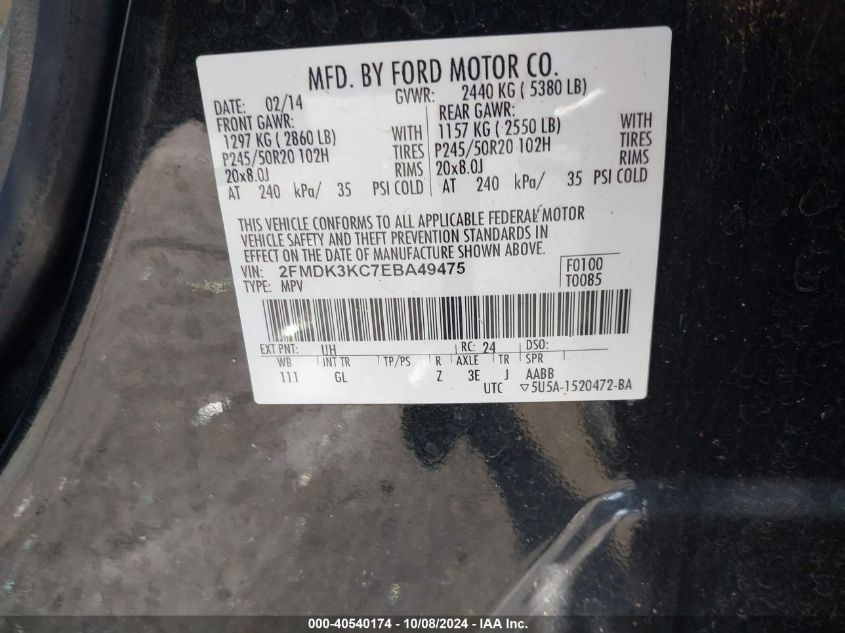 MFD. BY FORD MOTOR CO.
DATE: 02/14 GVWR: 2440 KG ( 5380 LB)
FRONT GAWR: REAR GAWR:
1297 KG ( 2860 LB) WITH 1157 KG ( 2550 LB) WITH
P245/50R20 102H TIRES P245/50R20 102H TIRES
20x8.0J RIMS 20x8.0J RIMS
AT 240 kPa/ 35 PSI COLD AT 240 kPa/ 35 PSI COLD
THIS VEHICLE CONFORMS TO ALL APPLICABLE FEDERAL MOTOR
VEHICLE SAFETY AND THEFT PREVENTION STANDARDS IN
EFFECT ON THE DATE OF MANUFACTURE SHOWN ABOVE.
VIN: 2FMDK3KC7EBA49475 F0100
TYPE: MPV T0085
EXT PNT: UH RC: 24 DSO:
WB INT TR TP/PS R AXLE TR SPR
111 GL Z 3E J AABB
UTC ▽5U5A-1520472-BA
000-40540174 - 10/08/2024 - IAA Inc.